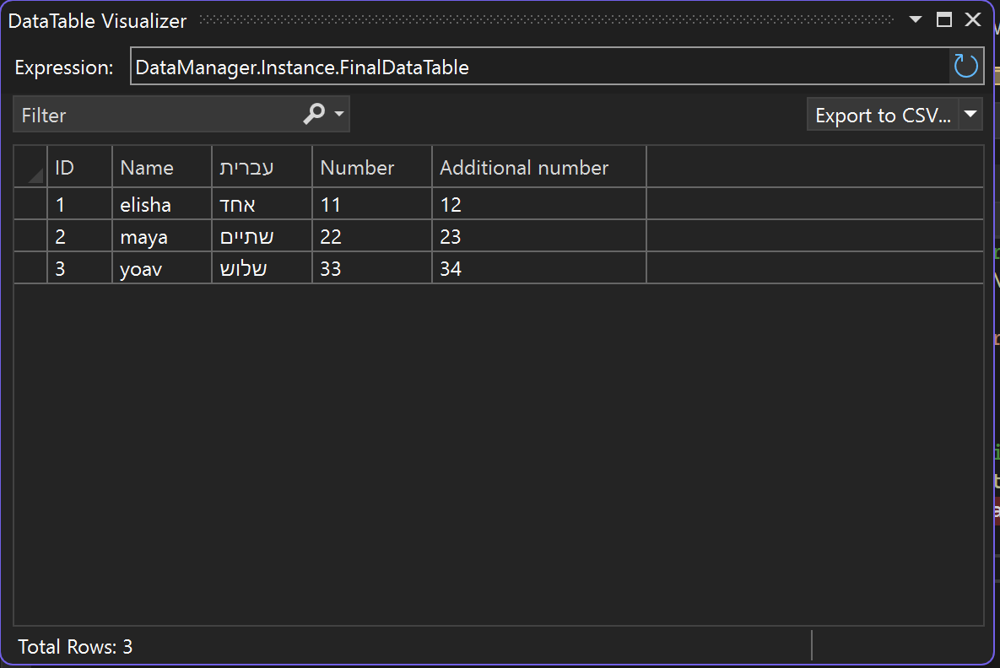 DataTable Visualizer
Expression: DataManager.Instance.FinalDataTable
Filter Export to CSV...
ID Name עברית Number Additional number
1 elisha אחד 11 12
2 maya שתיים 22 23
3 yoav שלוש 33 34
Total Rows: 3